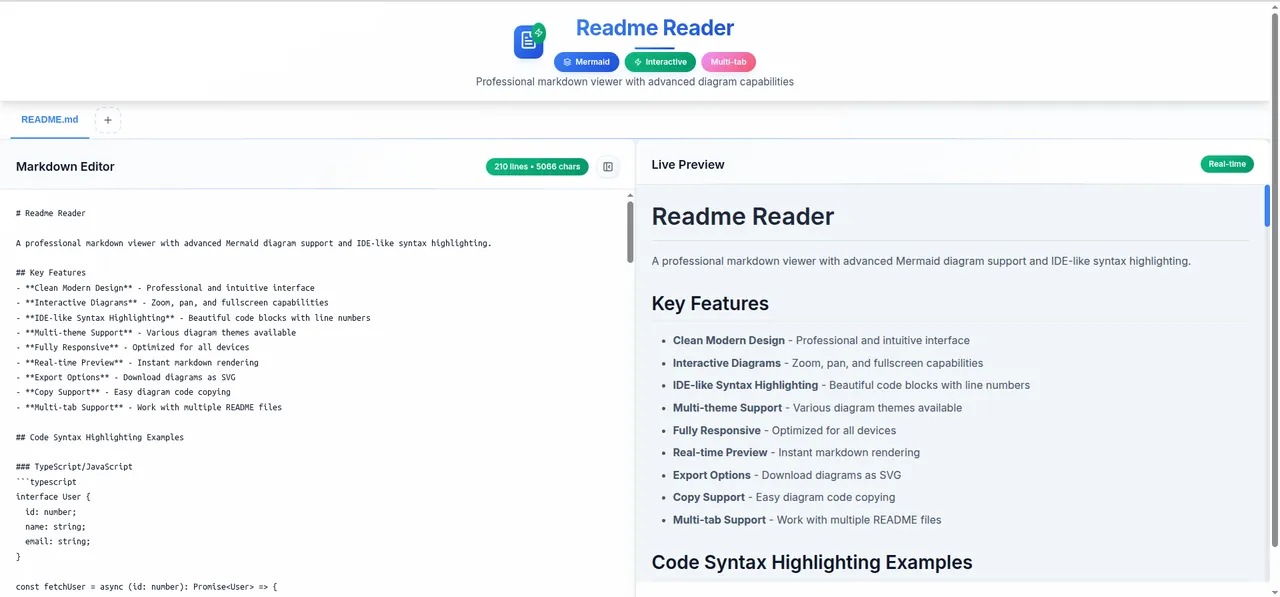 Readme Reader
Mermaid
Interactive
Multi-tab
Professional markdown viewer with advanced diagram capabilities
README.md
+
Markdown Editor
210 lines • 5066 chars
# Readme Reader
A professional markdown viewer with advanced Mermaid diagram support and IDE-like syntax highlighting.
## Key Features
- **Clean Modern Design** - Professional and intuitive interface
- **Interactive Diagrams** - Zoom, pan, and fullscreen capabilities
- **IDE-like Syntax Highlighting** - Beautiful code blocks with line numbers
- **Multi-theme Support** - Various diagram themes available
- **Fully Responsive** - Optimized for all devices
- **Real-time Preview** - Instant markdown rendering
- **Export Options** - Download diagrams as SVG
- **Copy Support** - Easy diagram code copying
- **Multi-tab Support** - Work with multiple README files
## Code Syntax Highlighting Examples
### TypeScript/JavaScript
```typescript
interface User {
  id: number;
  name: string;
  email: string;
}
const fetchUser = async (id: number): Promise<User> => {
Live Preview
Real-time
Readme Reader
A professional markdown viewer with advanced Mermaid diagram support and IDE-like syntax highlighting.
Key Features
• Clean Modern Design - Professional and intuitive interface
• Interactive Diagrams - Zoom, pan, and fullscreen capabilities
• IDE-like Syntax Highlighting - Beautiful code blocks with line numbers
• Multi-theme Support - Various diagram themes available
• Fully Responsive - Optimized for all devices
• Real-time Preview - Instant markdown rendering
• Export Options - Download diagrams as SVG
• Copy Support - Easy diagram code copying
• Multi-tab Support - Work with multiple README files
Code Syntax Highlighting Examples